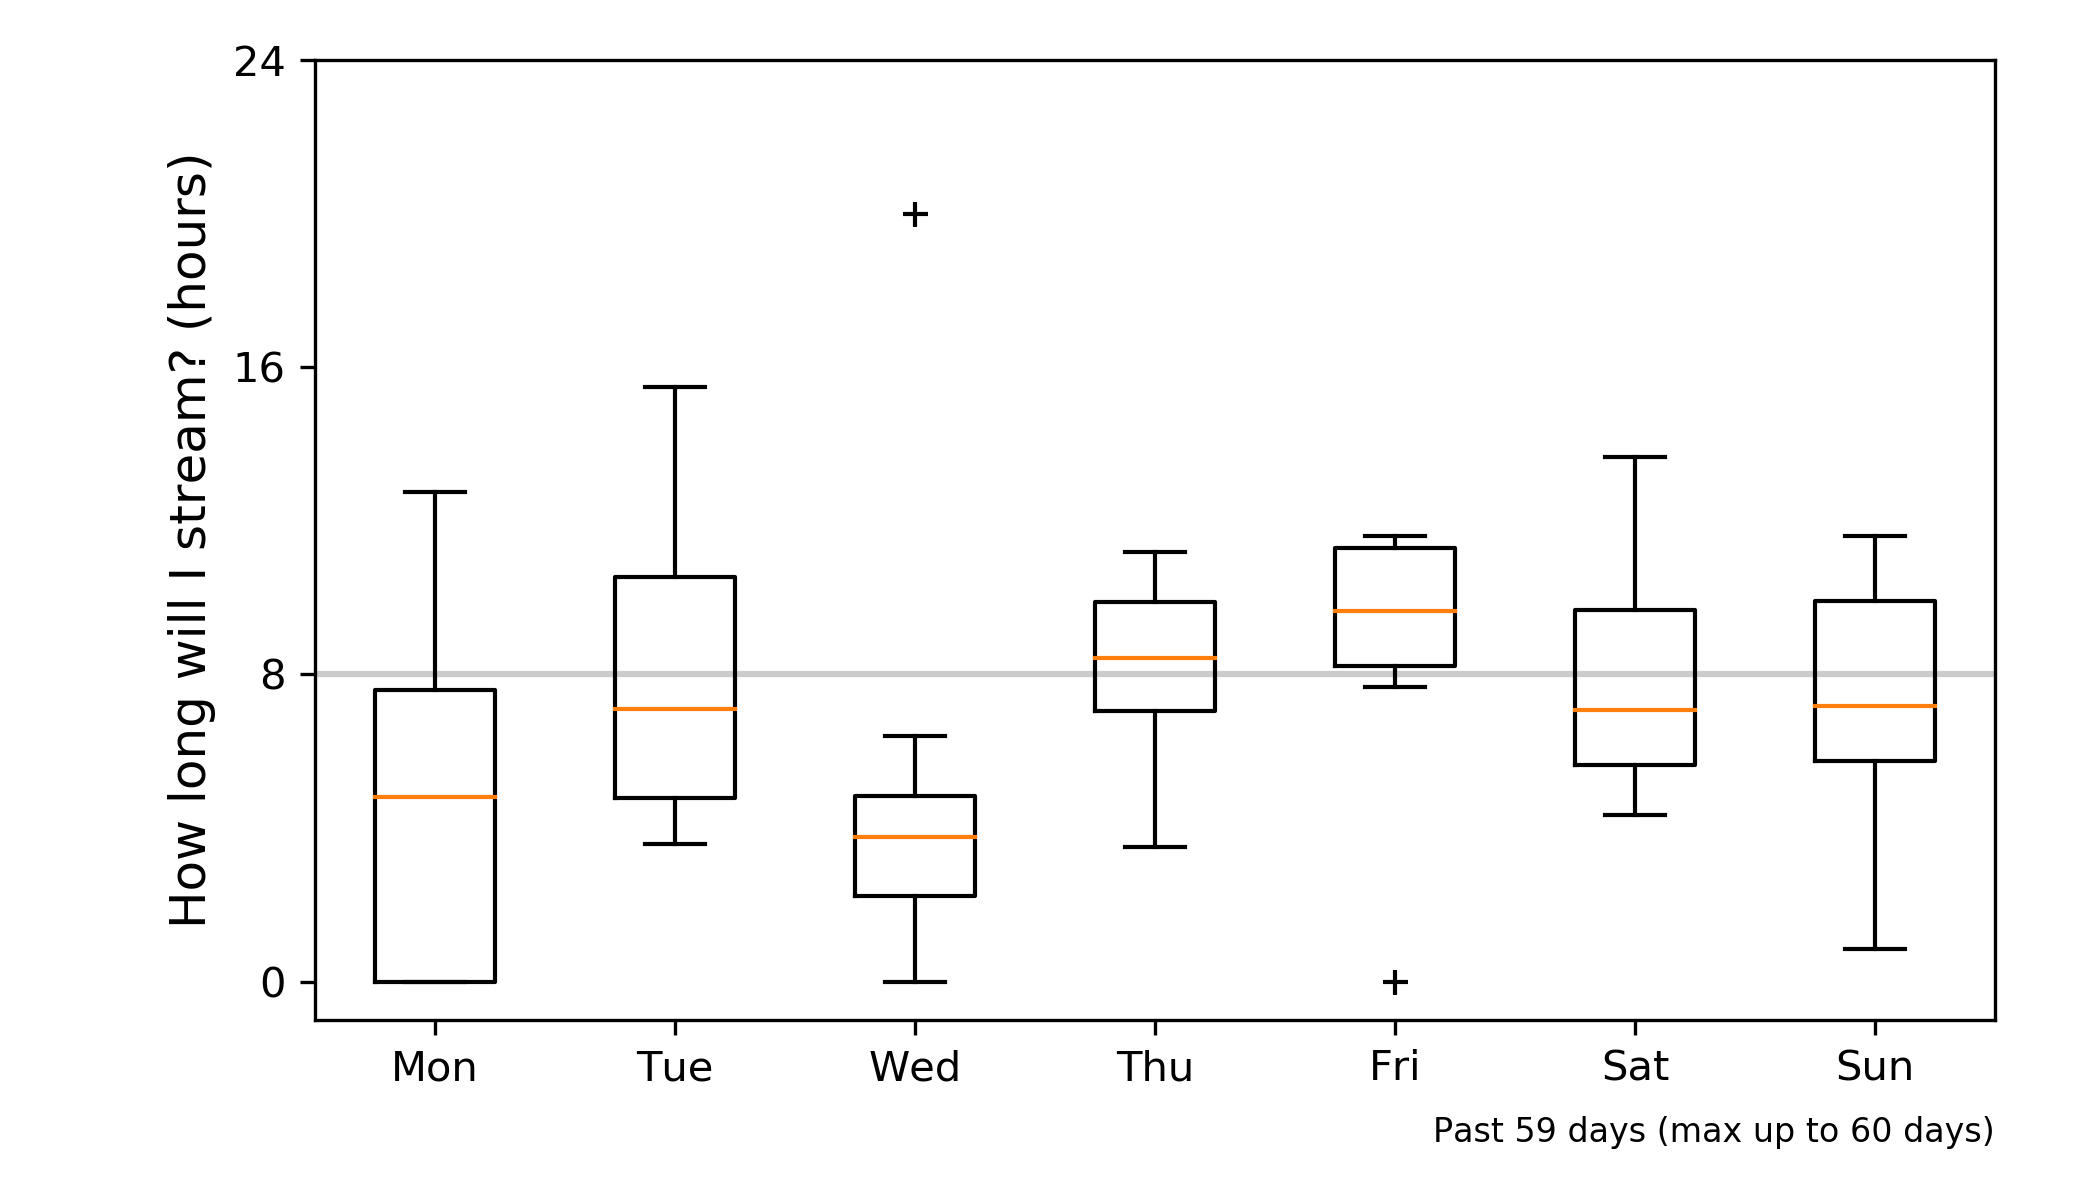 How long will I stream? (hours)
24
16
8
0
Mon Tue Wed Thu Fri Sat Sun
Past 59 days (max up to 60 days)